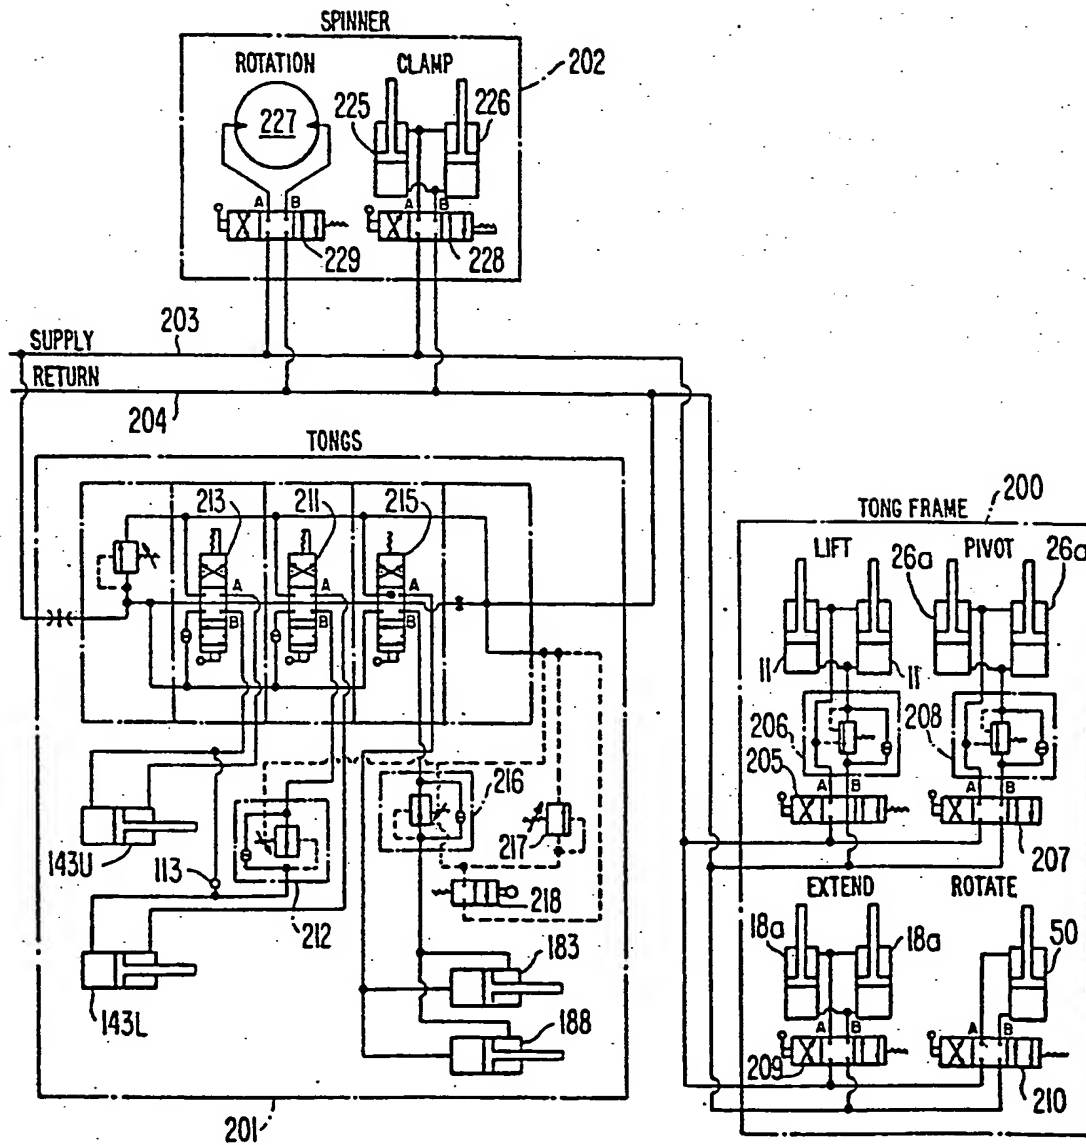 SPINNER
ROTATION CLAMP
202
227
225 226
A B A B
229 228
SUPPLY 203
RETURN
204
TONGS
213 211 215
A A A
B B B
143U
113
212
216
217
218
143L
183
188
201
200
TONG FRAME
LIFT PIVOT
26a 26a
11 11
206 208
205 A B A B
207
EXTEND ROTATE
18a 18a 50
A B A B
209 210